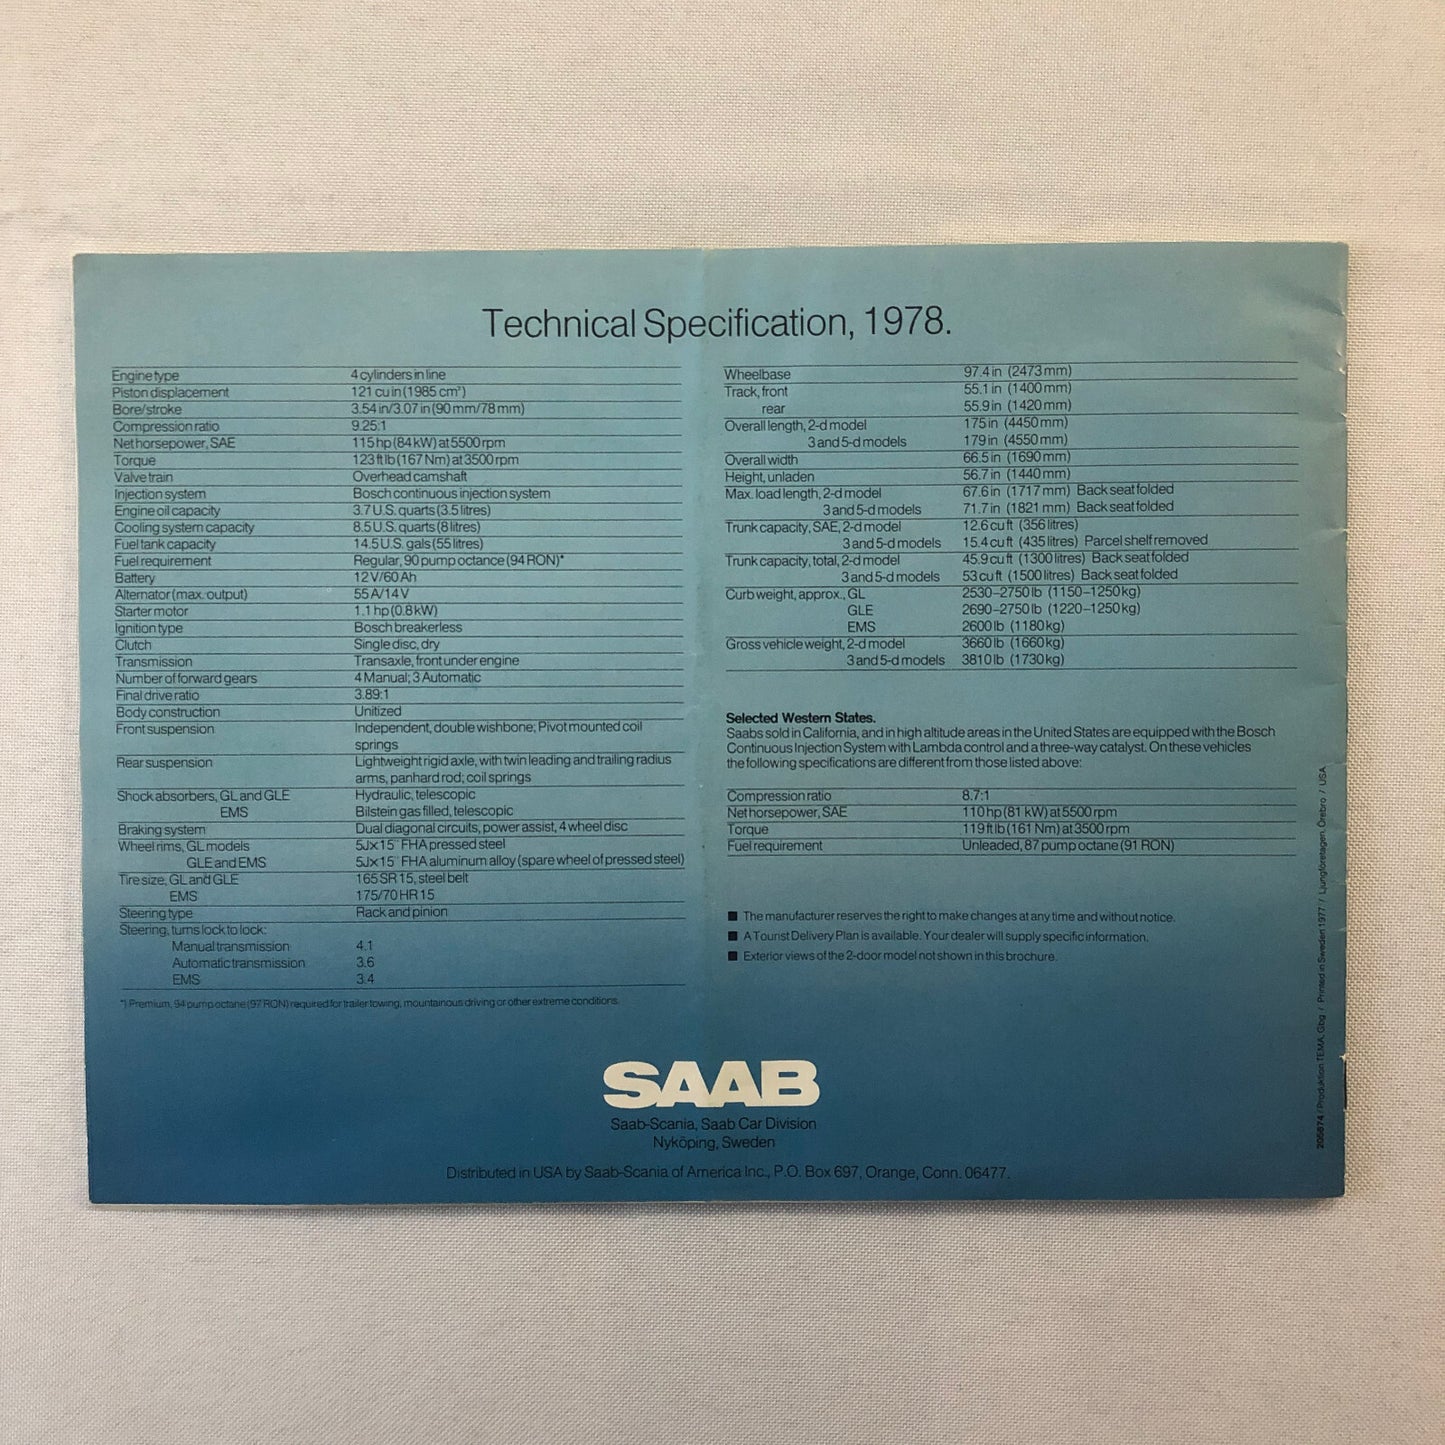 Technical Specification, 1978.
Engine type 4 cylinders in line
Piston displacement 121 cu in (1985 cm³)
Bore/stroke 3.54 in/3.07 in (90 mm/78 mm)
Compression ratio 9.25:1
Net horsepower, SAE 115 hp (84 kW) at 5500 rpm
Torque 123 ft lb (167 Nm) at 3500 rpm
Valve train Overhead camshaft
Injection system Bosch continuous injection system
Engine oil capacity 3.7 U.S. quarts (3.5 litres)
Cooling system capacity 8.5 U.S. quarts (8 litres)
Fuel tank capacity 14.5 U.S. gals (55 litres)
Fuel requirement Regular, 90 pump octance (94 RON)*
Battery 12 V/60 Ah
Alternator (max. output) 55 A/14 V
Starter motor 1.1 hp (0.8 kW)
Ignition type Bosch breakerless
Clutch Single disc, dry
Transmission Transaxle, front under engine
Number of forward gears 4 Manual; 3 Automatic
Final drive ratio 3.89:1
Body construction Unitized
Front suspension Independent, double wishbone; Pivot mounted coil
springs
Rear suspension Lightweight rigid axle, with twin leading and trailing radius
arms, panhard rod; coil springs
Shock absorbers, GL and GLE Hydraulic, telescopic
EMS Bilstein gas filled, telescopic
Braking system Dual diagonal circuits, power assist, 4 wheel disc
Wheel rims, GL models 5J×15" FHA pressed steel
GLE and EMS 5J×15" FHA aluminum alloy (spare wheel of pressed steel)
Tire size, GL and GLE 165 SR 15, steel belt
EMS 175/70 HR 15
Steering type Rack and pinion
Steering, turns lock to lock:
Manual transmission 4.1
Automatic transmission 3.6
EMS 3.4
*) Premium, 94 pump octane (97 RON) required for trailer towing, mountainous driving or other extreme conditions.
Wheelbase 97.4 in (2473 mm)
Track, front 55.1 in (1400 mm)
rear 55.9 in (1420 mm)
Overall length, 2-d model 175 in (4450 mm)
3 and 5-d models 179 in (4550 mm)
Overall width 66.5 in (1690 mm)
Height, unladen 56.7 in (1440 mm)
Max. load length, 2-d model 67.6 in (1717 mm) Back seat folded
3 and 5-d models 71.7 in (1821 mm) Back seat folded
Trunk capacity, SAE, 2-d model 12.6 cu ft (356 litres)
3 and 5-d models 15.4 cu ft (435 litres) Parcel shelf removed
Trunk capacity, total, 2-d model 45.9 cu ft (1300 litres) Back seat folded
3 and 5-d models 53 cu ft (1500 litres) Back seat folded
Curb weight, approx., GL 2530–2750 lb (1150–1250 kg)
GLE 2690–2750 lb (1220–1250 kg)
EMS 2600 lb (1180 kg)
Gross vehicle weight, 2-d model 3660 lb (1660 kg)
3 and 5-d models 3810 lb (1730 kg)
Selected Western States.
Saabs sold in California, and in high altitude areas in the United States are equipped with the Bosch
Continuous Injection System with Lambda control and a three-way catalyst. On these vehicles
the following specifications are different from those listed above:
Compression ratio 8.7:1
Net horsepower, SAE 110 hp (81 kW) at 5500 rpm
Torque 119 ft lb (161 Nm) at 3500 rpm
Fuel requirement Unleaded, 87 pump octane (91 RON)
■ The manufacturer reserves the right to make changes at any time and without notice.
■ A Tourist Delivery Plan is available. Your dealer will supply specific information.
■ Exterior views of the 2-door model not shown in this brochure.
SAAB
Saab-Scania, Saab Car Division
Nyköping, Sweden
Distributed in USA by Saab-Scania of America Inc., P.O. Box 697, Orange, Conn. 06477.
295874 / Produktion TEMA, Gbg / Printed in Sweden 1977 / Ljungföretagen, Örebro / USA